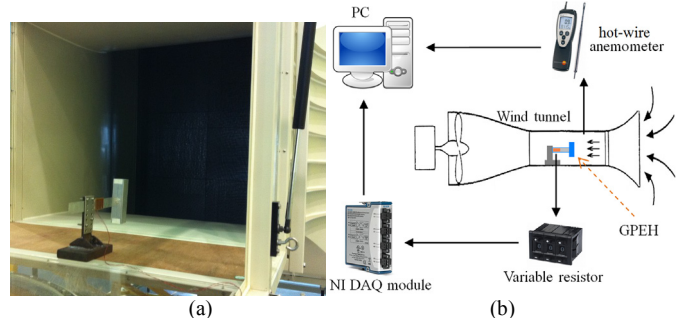 PC
hot-wire
anemometer
Wind tunnel
GPEH
NI DAQ module
Variable resistor
(a)
(b)